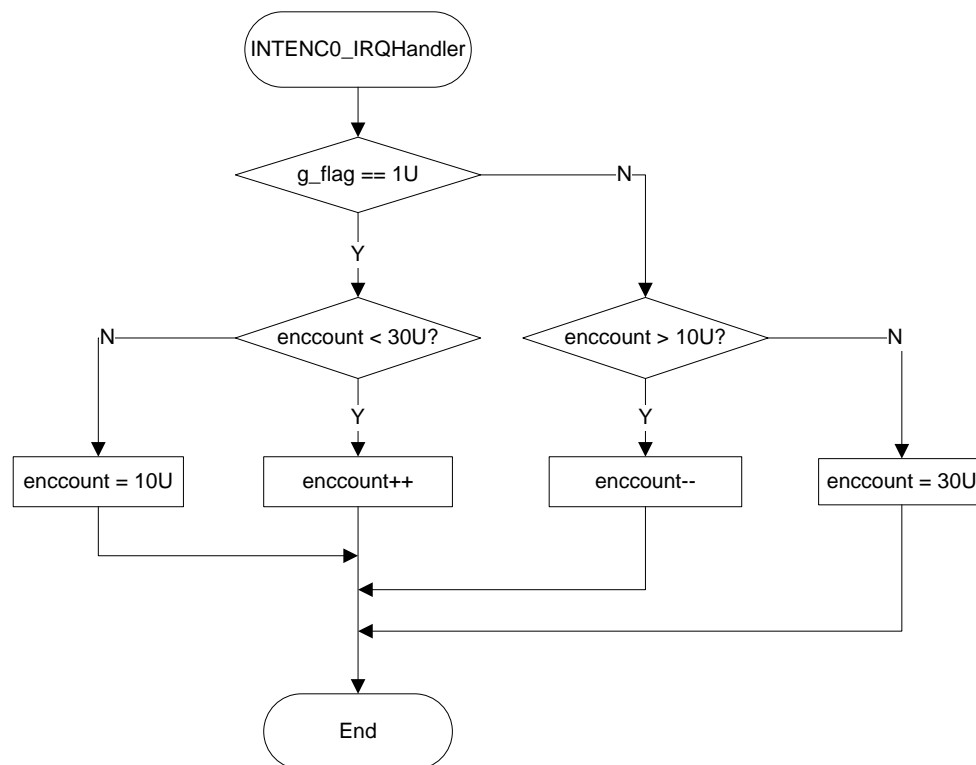 INTENC0_IRQHandler
g_flag == 1U
N
Y
N
enccount < 30U?
enccount > 10U?
N
Y
Y
enccount = 10U
enccount++
enccount--
enccount = 30U
End